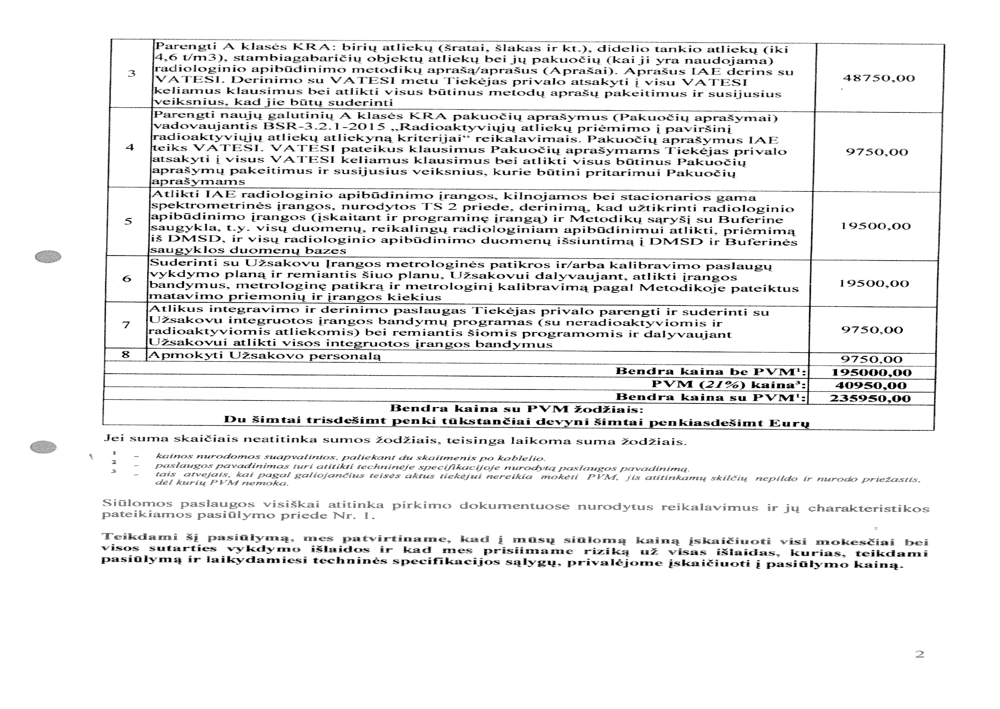 3
Parengti A klasės KRA: birių atliekų (šratai, šlakas ir kt.), didelio tankio atliekų (iki
4,6 t/m3), stambiagabaričių objektų atliekų bei jų pakuočių (kai ji yra naudojama)
radiologinio apibūdinimo metodikų aprašą/aprašus (Aprašai). Aprašus IAE derins su
VATESI. Derinimo su VATESI metu Tiekėjas privalo atsakyti į visu VATESI
keliamus klausimus bei atlikti visus būtinus metodų aprašų pakeitimus ir susijusius
veiksnius, kad jie būtų suderinti
48750,00
4
Parengti naujų galutinių A klasės KRA pakuočių aprašymus (Pakuočių aprašymai)
vadovaujantis BSR-3.2.1-2015 „Radioaktyviųjų atliekų priėmimo į paviršinį
radioaktyviųjų atliekų atliekyną kriterijai“ reikalavimais. Pakuočių aprašymus IAE
teiks VATESI. VATESI pateikus klausimus Pakuočių aprašymams Tiekėjas privalo
atsakyti į visus VATESI keliamus klausimus bei atlikti visus būtinus Pakuočių
aprašymų pakeitimus ir susijusius veiksnius, kurie būtini pritarimui Pakuočių
aprašymams
9750,00
5
Atlikti IAE radiologinio apibūdinimo įrangos, kilnojamos bei stacionarios gama
spektrometrinės įrangos, nurodytos TS 2 priede, derinimą, kad užtikrinti radiologinio
apibūdinimo įrangos (įskaitant ir programinę įrangą) ir Metodikų sąryšį su Buferine
saugykla, t.y. visų duomenų, reikalingų radiologiniam apibūdinimui atlikti, priėmimą
iš DMSD, ir visų radiologinio apibūdinimo duomenų išsiuntimą į DMSD ir Buferinės
saugyklos duomenų bazes
19500,00
6
Suderinti su Užsakovu Įrangos metrologinės patikros ir/arba kalibravimo paslaugų
vykdymo planą ir remiantis šiuo planu, Užsakovui dalyvaujant, atlikti įrangos
bandymus, metrologinę patikrą ir metrologinį kalibravimą pagal Metodikoje pateiktus
matavimo priemonių ir įrangos kiekius
19500,00
7
Atlikus integravimo ir derinimo paslaugas Tiekėjas privalo parengti ir suderinti su
Užsakovu integruotos įrangos bandymų programas (su neradioaktyviomis ir
radioaktyviomis atliekomis) bei remiantis šiomis programomis ir dalyvaujant
Užsakovui atlikti visos integruotos įrangos bandymus
9750,00
8 Apmokyti Užsakovo personalą 9750,00
Bendra kaina be PVM¹: 195000,00
PVM (21%) kaina³: 40950,00
Bendra kaina su PVM¹: 235950,00
Bendra kaina su PVM žodžiais:
Du šimtai trisdešimt penki tūkstančiai devyni šimtai penkiasdešimt Eurų
Jei suma skaičiais neatitinka sumos žodžiais, teisinga laikoma suma žodžiais.
1 – kainos nurodomos suapvalintos, paliekant du skaitmenis po kablelio.
2 – paslaugos pavadinimas turi atitikti techninėje specifikacijoje nurodytą paslaugos pavadinimą.
3 – tais atvejais, kai pagal galiojančius teisės aktus tiekėjui nereikia mokėti PVM, jis atitinkamų skilčių nepildo ir nurodo priežastis,
dėl kurių PVM nemoka.
Siūlomos paslaugos visiškai atitinka pirkimo dokumentuose nurodytus reikalavimus ir jų charakteristikos
pateikiamos pasiūlymo priede Nr. 1.
Teikdami šį pasiūlymą, mes patvirtiname, kad į mūsų siūlomą kainą įskaičiuoti visi mokesčiai bei
visos sutarties vykdymo išlaidos ir kad mes prisiimame riziką už visas išlaidas, kurias, teikdami
pasiūlymą ir laikydamiesi techninės specifikacijos sąlygų, privalėjome įskaičiuoti į pasiūlymo kainą.
2